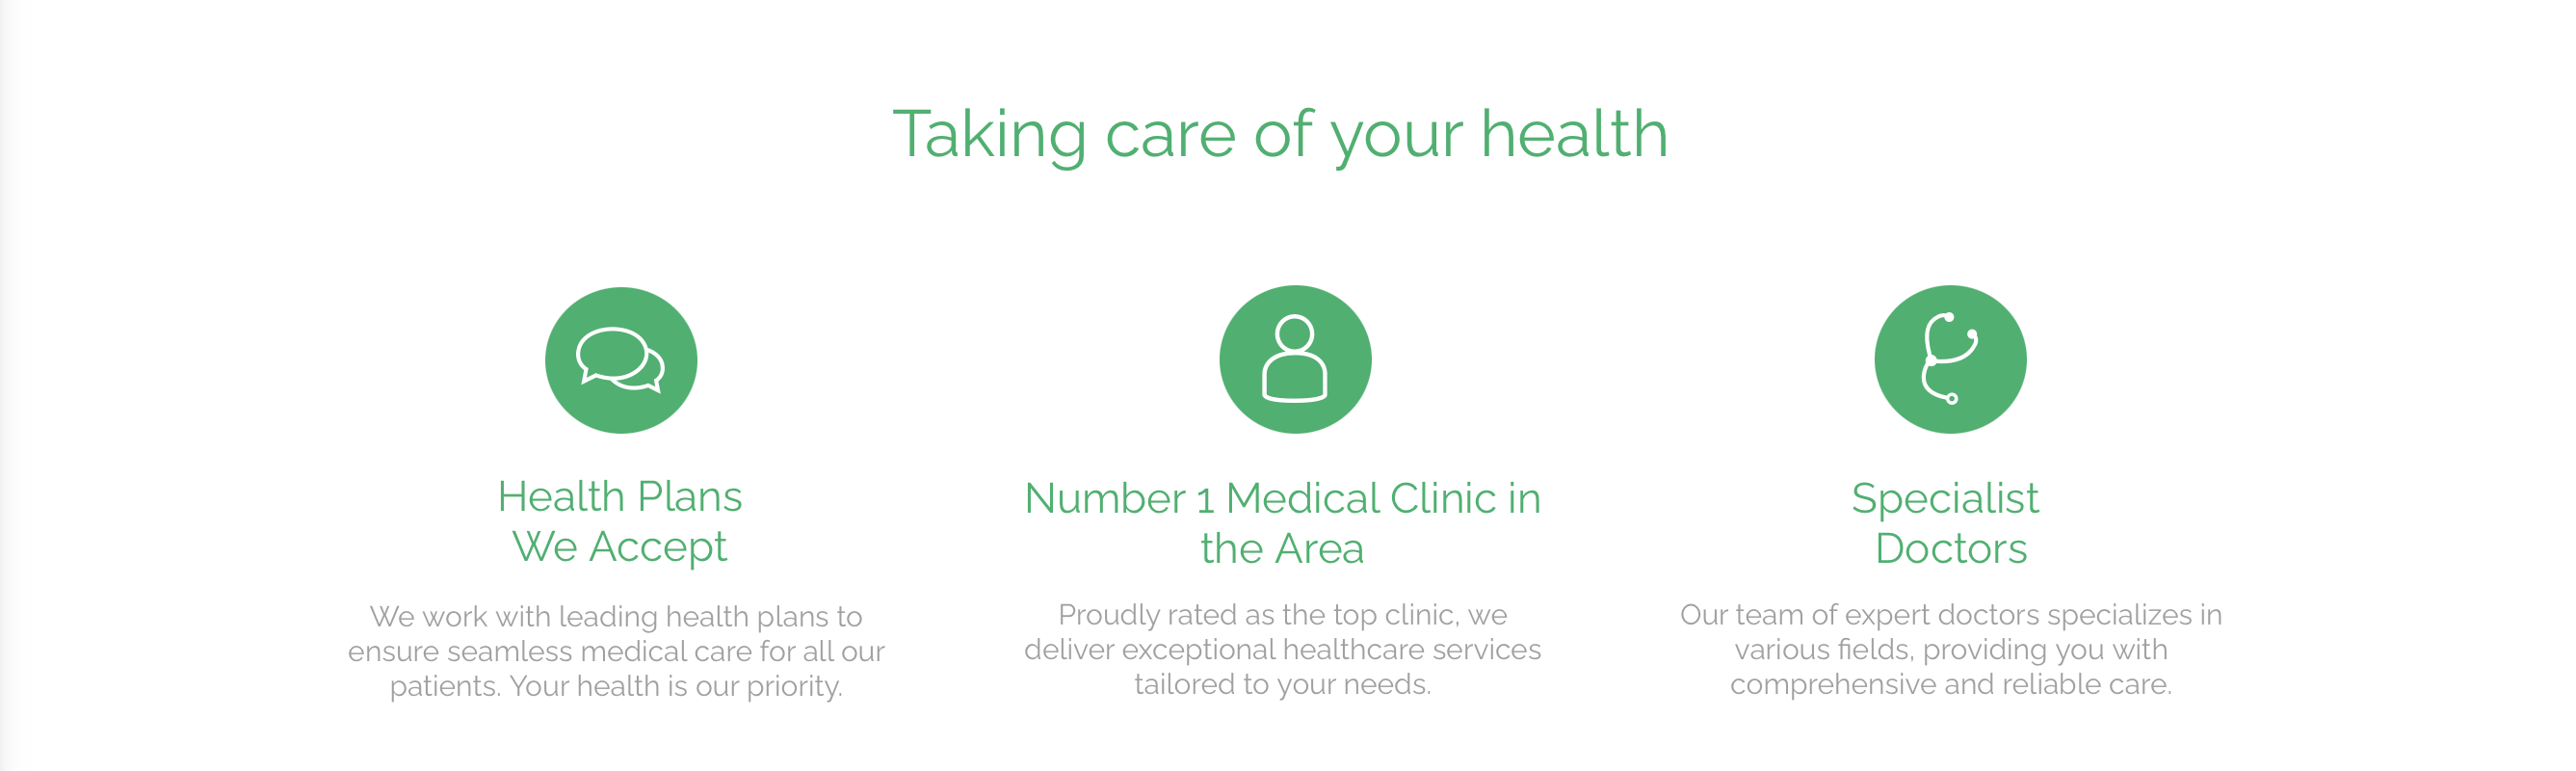 Taking care of your health
Health Plans
We Accept
We work with leading health plans to
ensure seamless medical care for all our
patients. Your health is our priority.
Number 1 Medical Clinic in
the Area
Proudly rated as the top clinic, we
deliver exceptional healthcare services
tailored to your needs.
Specialist
Doctors
Our team of expert doctors specializes in
various fields, providing you with
comprehensive and reliable care.